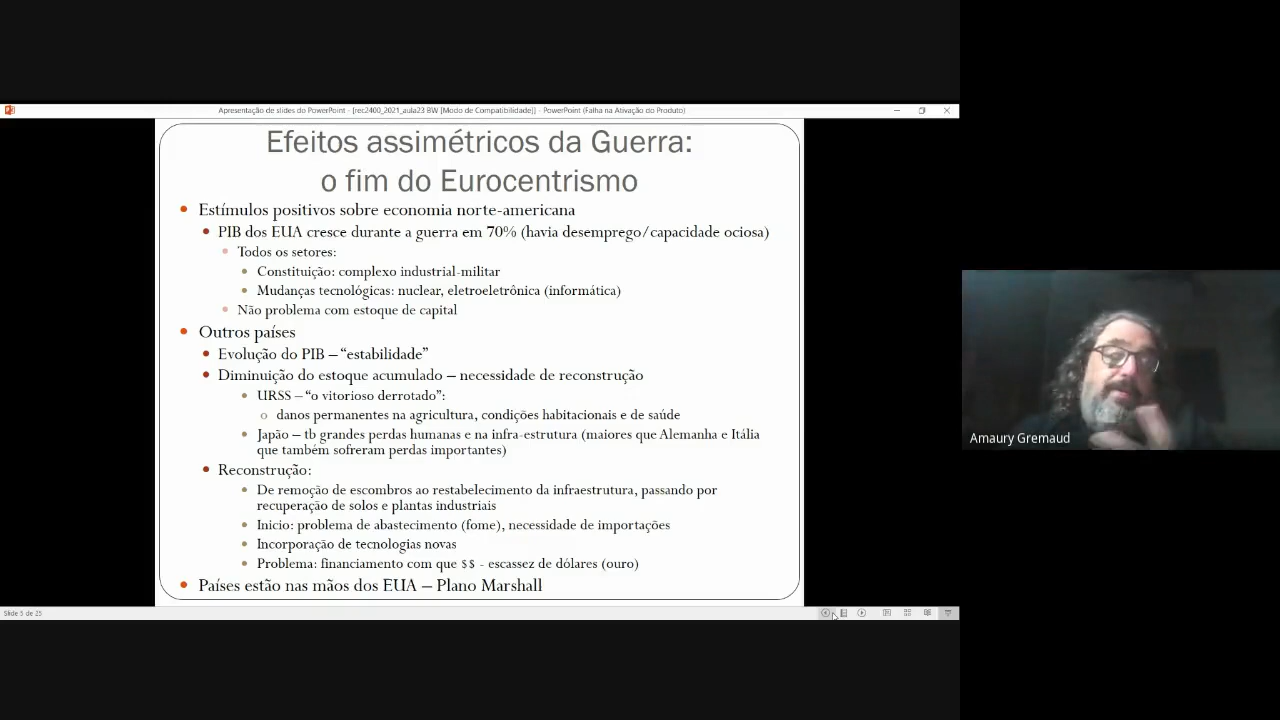 Apresentação de slides do PowerPoint - [rec2400_2021_aula23 BW [Modo de Compatibilidade]] - PowerPoint (Falha na Ativação do Produto)
Efeitos assimétricos da Guerra:
o fim do Eurocentrismo
Estímulos positivos sobre economia norte-americana
PIB dos EUA cresce durante a guerra em 70% (havia desemprego/capacidade ociosa)
Todos os setores:
Constituição: complexo industrial-militar
Mudanças tecnológicas: nuclear, eletroeletrônica (informática)
Não problema com estoque de capital
Outros países
Evolução do PIB – “estabilidade”
Diminuição do estoque acumulado – necessidade de reconstrução
URSS – “o vitorioso derrotado”:
danos permanentes na agricultura, condições habitacionais e de saúde
Japão – tb grandes perdas humanas e na infra-estrutura (maiores que Alemanha e Itália
que também sofreram perdas importantes)
Reconstrução:
De remoção de escombros ao restabelecimento da infraestrutura, passando por
recuperação de solos e plantas industriais
Inicio: problema de abastecimento (fome), necessidade de importações
Incorporação de tecnologias novas
Problema: financiamento com que $$ - escassez de dólares (ouro)
Países estão nas mãos dos EUA – Plano Marshall
Slide 5 de 25
Amaury Gremaud